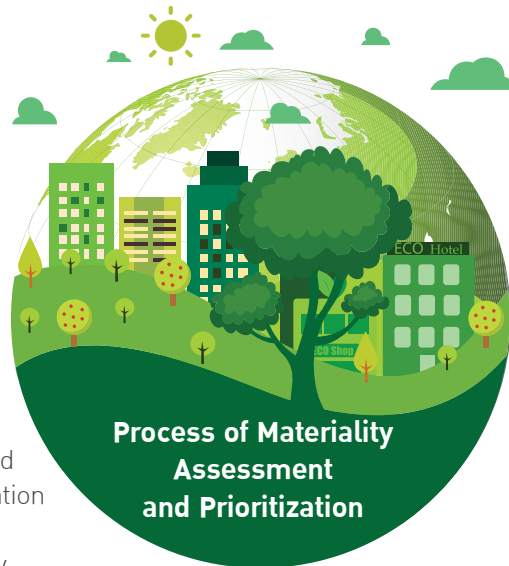 ECO Hotel
ECO Shop
Process of Materiality
Assessment
and Prioritization